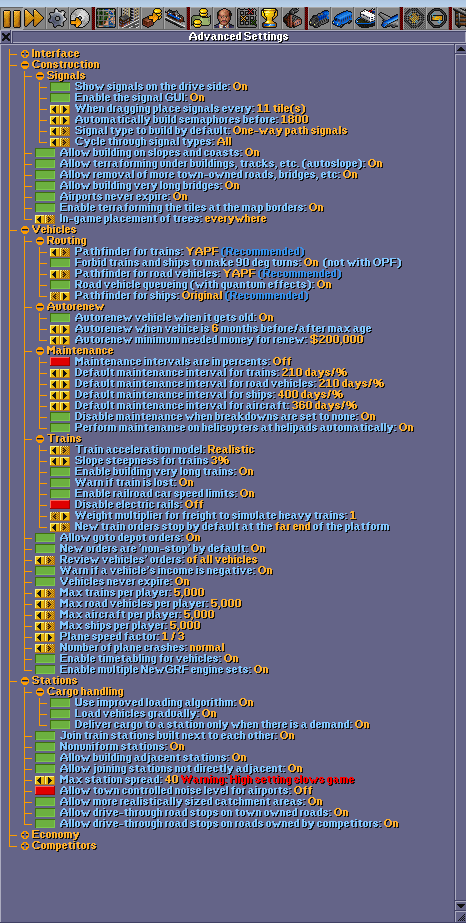 Advanced Settings
Interface
Construction
Signals
Show signals on the drive side: On
Enable the signal GUI: On
When dragging place signals every: 11 tile(s)
Automatically build semaphores before: 1800
Signal type to build by default: One-way path signals
Cycle through signal types: All
Allow building on slopes and coasts: On
Allow terraforming under buildings, tracks, etc. (autoslope): On
Allow removal of more town-owned roads, bridges, etc: On
Allow building very long bridges: On
Airports never expire: On
Enable terraforming the tiles at the map borders: On
In-game placement of trees: everywhere
Vehicles
Routing
Pathfinder for trains: YAPF (Recommended)
Forbid trains and ships to make 90 deg turns: On (not with OPF)
Pathfinder for road vehicles: YAPF (Recommended)
Road vehicle queueing (with quantum effects): On
Pathfinder for ships: Original (Recommended)
Autorenew
Autorenew vehicle when it gets old: On
Autorenew when vehice is 6 months before/after max age
Autorenew minimum needed money for renew: $200,000
Maintenance
Maintenance intervals are in percents: Off
Default maintenance interval for trains: 210 days/%
Default maintenance interval for road vehicles: 210 days/%
Default maintenance interval for ships: 400 days/%
Default maintenance interval for aircraft: 360 days/%
Disable maintenance when breakdowns are set to none: On
Perform maintenance on helicopters at helipads automatically: On
Trains
Train acceleration model: Realistic
Slope steepness for trains 3%
Enable building very long trains: On
Warn if train is lost: On
Enable railroad car speed limits: On
Disable electric rails: Off
Weight multiplier for freight to simulate heavy trains: 1
New train orders stop by default at the far end of the platform
Allow goto depot orders: On
New orders are 'non-stop' by default: On
Review vehicles' orders: of all vehicles
Warn if a vehicle's income is negative: On
Vehicles never expire: On
Max trains per player: 5,000
Max road vehicles per player: 5,000
Max aircraft per player: 5,000
Max ships per player: 5,000
Plane speed factor: 1 / 3
Number of plane crashes: normal
Enable timetabling for vehicles: On
Enable multiple NewGRF engine sets: On
Stations
Cargo handling
Use improved loading algorithm: On
Load vehicles gradually: On
Deliver cargo to a station only when there is a demand: On
Join train stations built next to each other: On
Nonuniform stations: On
Allow building adjacent stations: On
Allow joining stations not directly adjacent: On
Max station spread: 40 Warning: High setting slows game
Allow town controlled noise level for airports: Off
Allow more realistically sized catchment areas: On
Allow drive-through road stops on town owned roads: On
Allow drive-through road stops on roads owned by competitors: On
Economy
Competitors